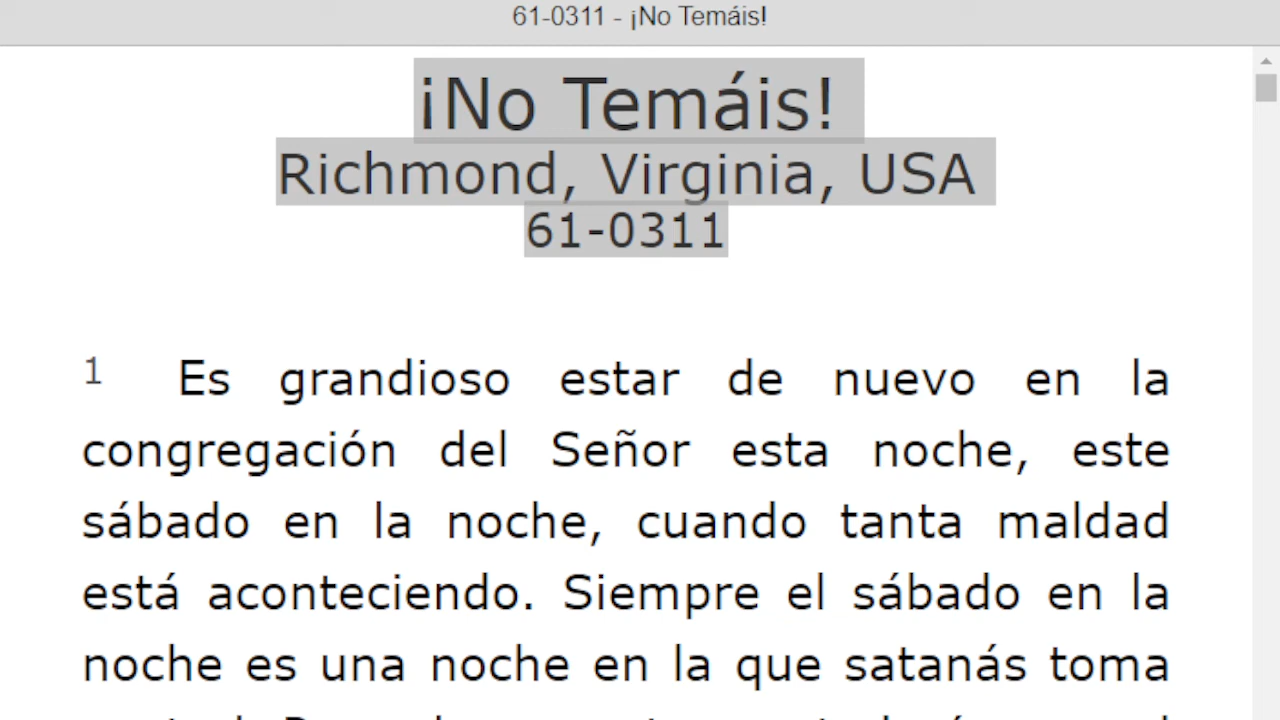 61-0311 - ¡No Temáis!
¡No Temáis!
Richmond, Virginia, USA
61-0311
1 Es grandioso estar de nuevo en la
congregación del Señor esta noche, este
sábado en la noche, cuando tanta maldad
está aconteciendo. Siempre el sábado en la
noche es una noche en la que satanás toma